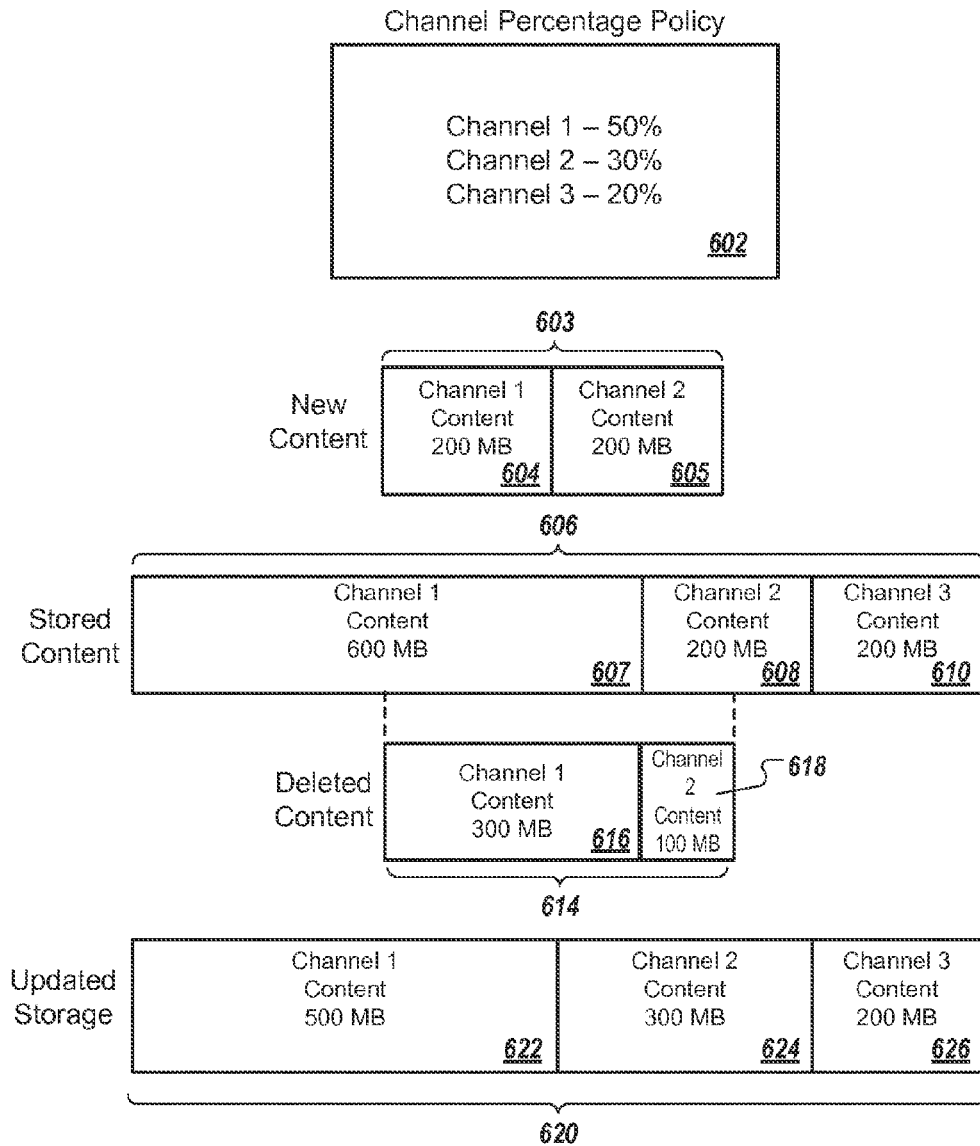 Channel Percentage Policy
Channel 1 – 50%
Channel 2 – 30%
Channel 3 – 20%
602
603
New
Content
Channel 1
Content
200 MB
604
Channel 2
Content
200 MB
605
606
Stored
Content
Channel 1
Content
600 MB
607
Channel 2
Content
200 MB
608
Channel 3
Content
200 MB
610
Deleted
Content
Channel 1
Content
300 MB
616
Channel
2
Content
100 MB
618
614
Updated
Storage
Channel 1
Content
500 MB
622
Channel 2
Content
300 MB
624
Channel 3
Content
200 MB
626
620